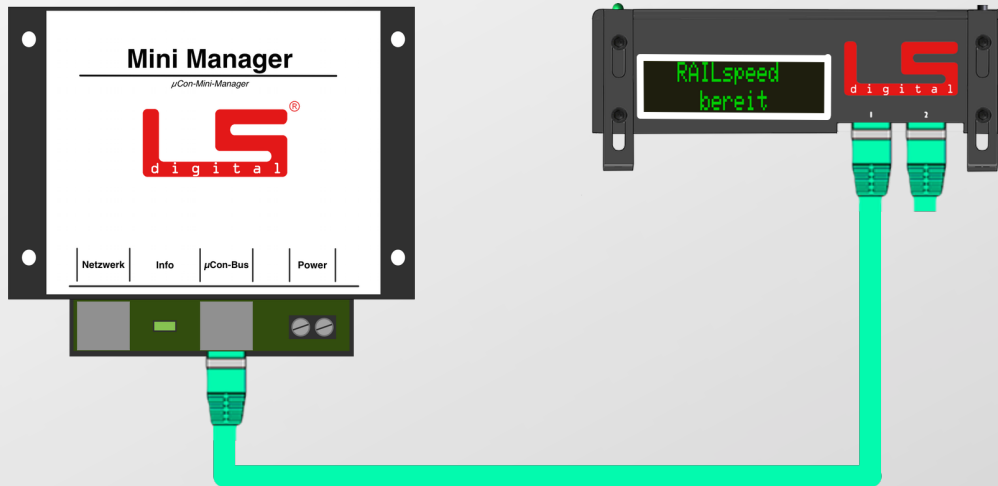 Mini Manager
µCon-Mini-Manager
LS ®
digital
Netzwerk Info µCon-Bus Power
RAILspeed
bereit
LS
digital
1 2